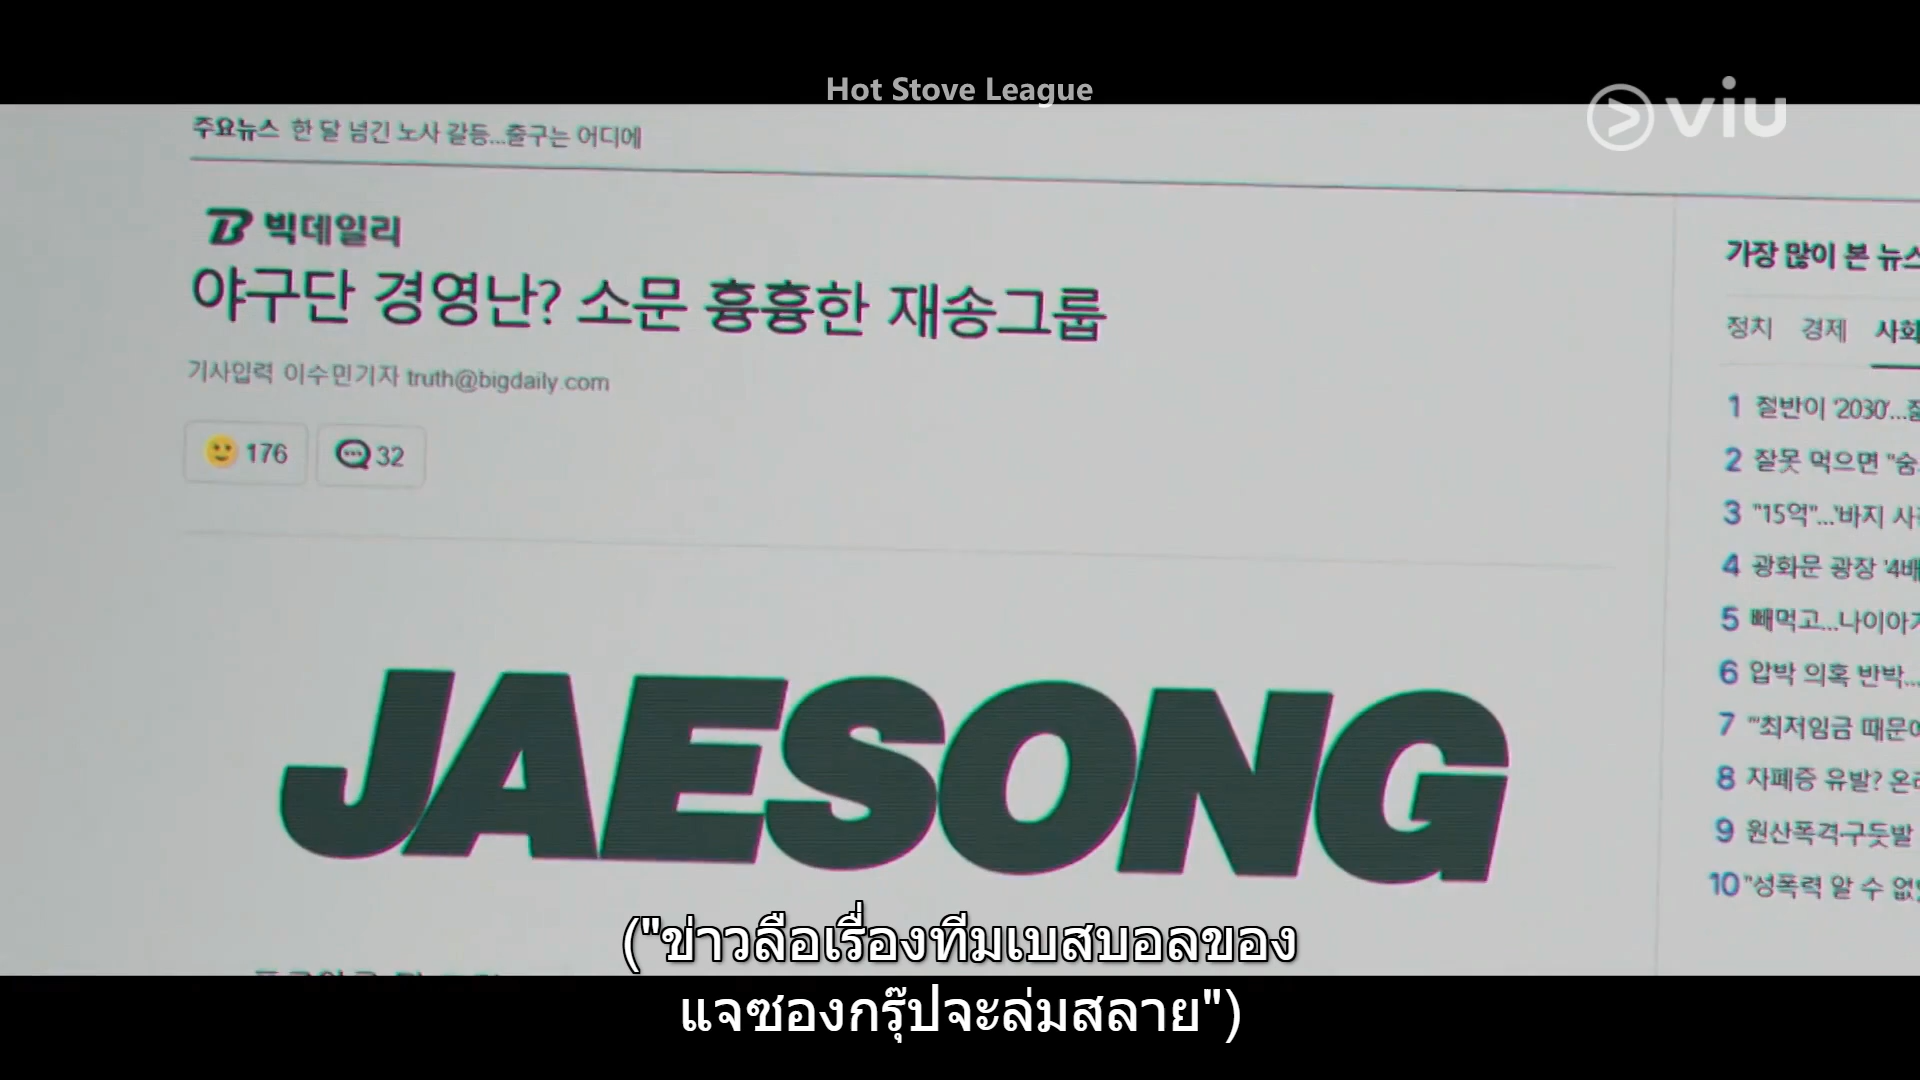 Hot Stove League
viu
주요뉴스 한 달 넘긴 노사 갈등...출구는 어디에
B 빅데일리
야구단 경영난? 소문 흉흉한 재송그룹
기사입력 이수민기자 truth@bigdaily.com
176 32
JAESONG
가장 많이 본 뉴스
정치 경제 사회
1 절반이 '2030'...
2 잘못 먹으면 "숨
3 "15억"...'바지
4 광화문 광장 '4배
5 빼먹고...나이아
6 압박 의혹 반박...
7 "'최저임금 때문에
8 자폐증 유발? 온
9 원산폭격·구둣발
10 "성폭력 알 수 없
("ข่าวลือเรื่องทีมเบสบอลของ
แจซองกรุ๊ปจะล่มสลาย")